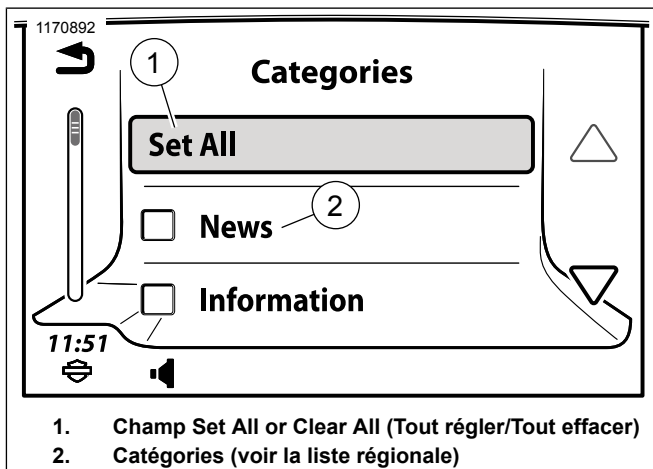 1170892
1
Categories
Set All
2
News
Information
11:51
1. Champ Set All or Clear All (Tout régler/Tout effacer)
2. Catégories (voir la liste régionale)